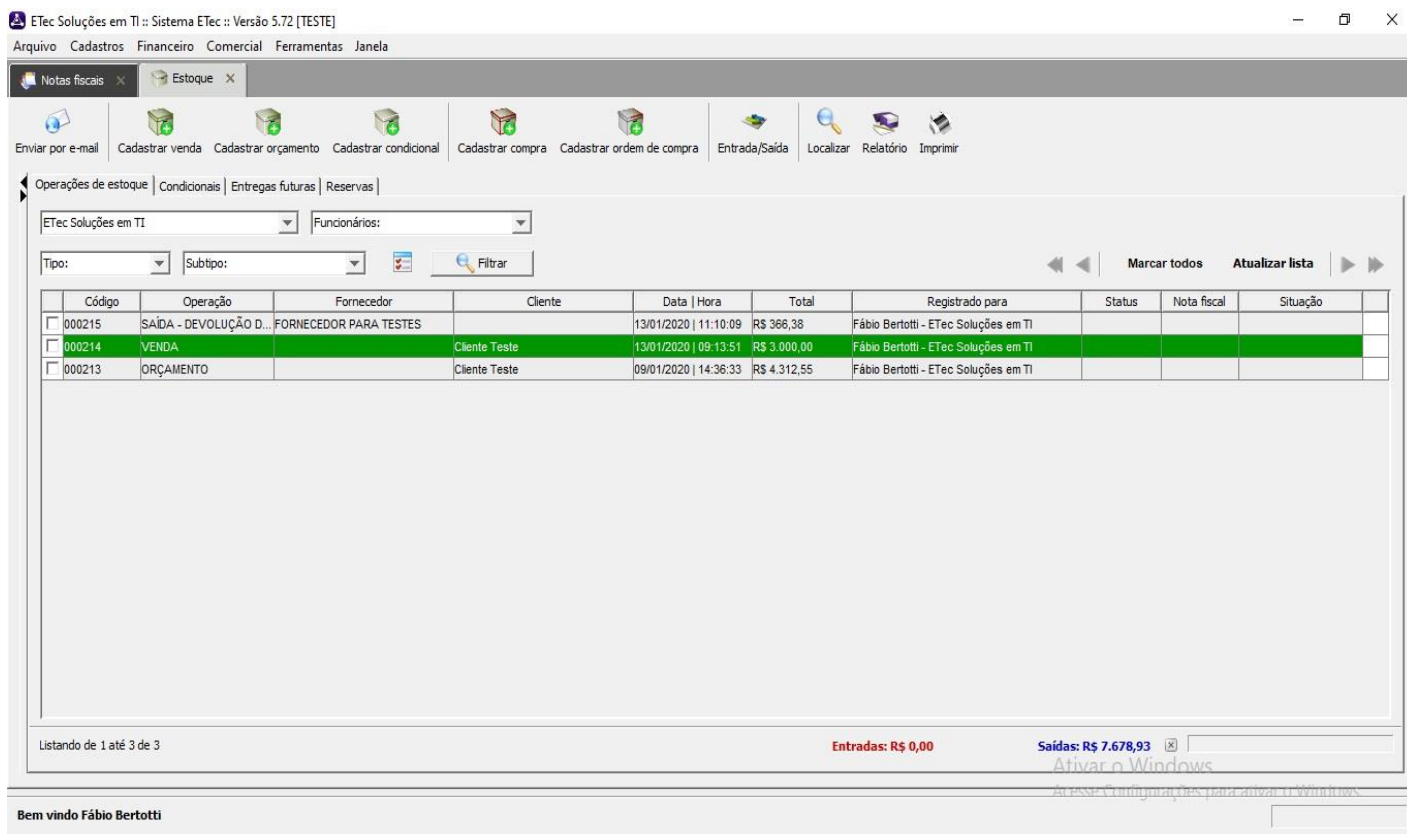 ETec Soluções em TI :: Sistema ETec :: Versão 5.72 [TESTE]
Arquivo Cadastros Financeiro Comercial Ferramentas Janela
Notas fiscais Estoque
Enviar por e-mail Cadastrar venda Cadastrar orçamento Cadastrar condicional Cadastrar compra Cadastrar ordem de compra Entrada/Saída Localizar Relatório Imprimir
Operações de estoque Condicionais Entregas futuras Reservas
ETec Soluções em TI Funcionários:
Tipo: Subtipo: Filtrar Marcar todos Atualizar lista
Código Operação Fornecedor Cliente Data | Hora Total Registrado para Status Nota fiscal Situação
000215 SAÍDA - DEVOLUÇÃO D... FORNECEDOR PARA TESTES 13/01/2020 | 11:10:09 R$ 366,38 Fábio Bertotti - ETec Soluções em TI
000214 VENDA Cliente Teste 13/01/2020 | 09:13:51 R$ 3.000,00 Fábio Bertotti - ETec Soluções em TI
000213 ORÇAMENTO Cliente Teste 09/01/2020 | 14:36:33 R$ 4.312,55 Fábio Bertotti - ETec Soluções em TI
Listando de 1 até 3 de 3 Entradas: R$ 0,00 Saídas: R$ 7.678,93
Ativar o Windows
Acesse Configurações para ativar o Windows.
Bem vindo Fábio Bertotti